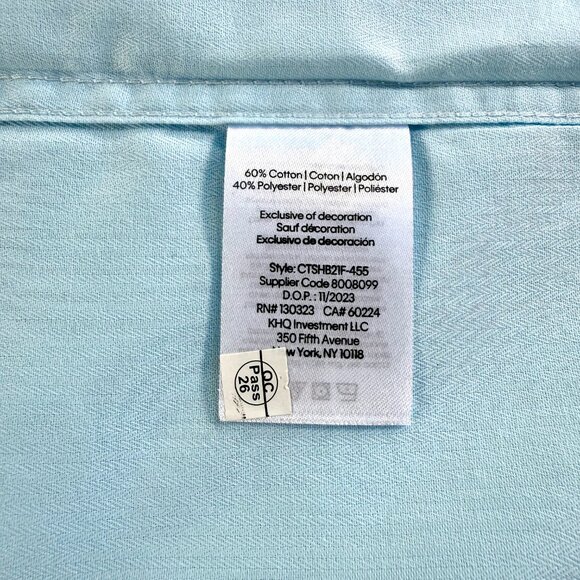 60% Cotton | Coton | Algodón
40% Polyester | Polyester | Poliéster
Exclusive of decoration
Sauf décoration
Exclusivo de decoración
Style: CTSHB21F-455
Supplier Code 8008099
D.O.P. : 11/2023
RN# 130323 CA# 60224
KHQ Investment LLC
350 Fifth Avenue
New York, NY 10118
QC
Pass
26